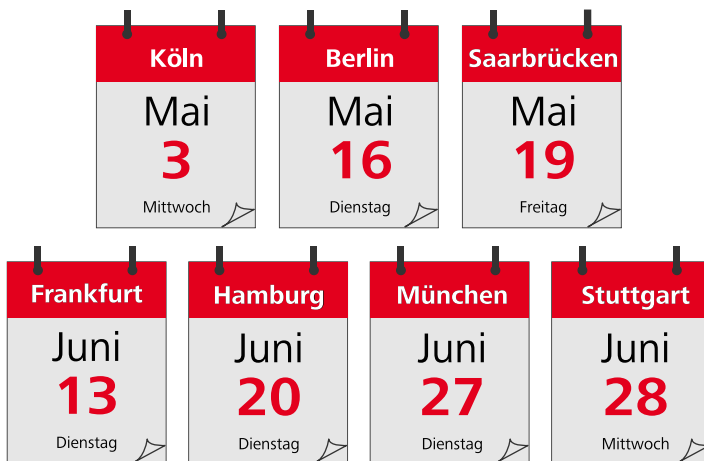 Köln
Mai
3
Mittwoch
Berlin
Mai
16
Dienstag
Saarbrücken
Mai
19
Freitag
Frankfurt
Juni
13
Dienstag
Hamburg
Juni
20
Dienstag
München
Juni
27
Dienstag
Stuttgart
Juni
28
Mittwoch